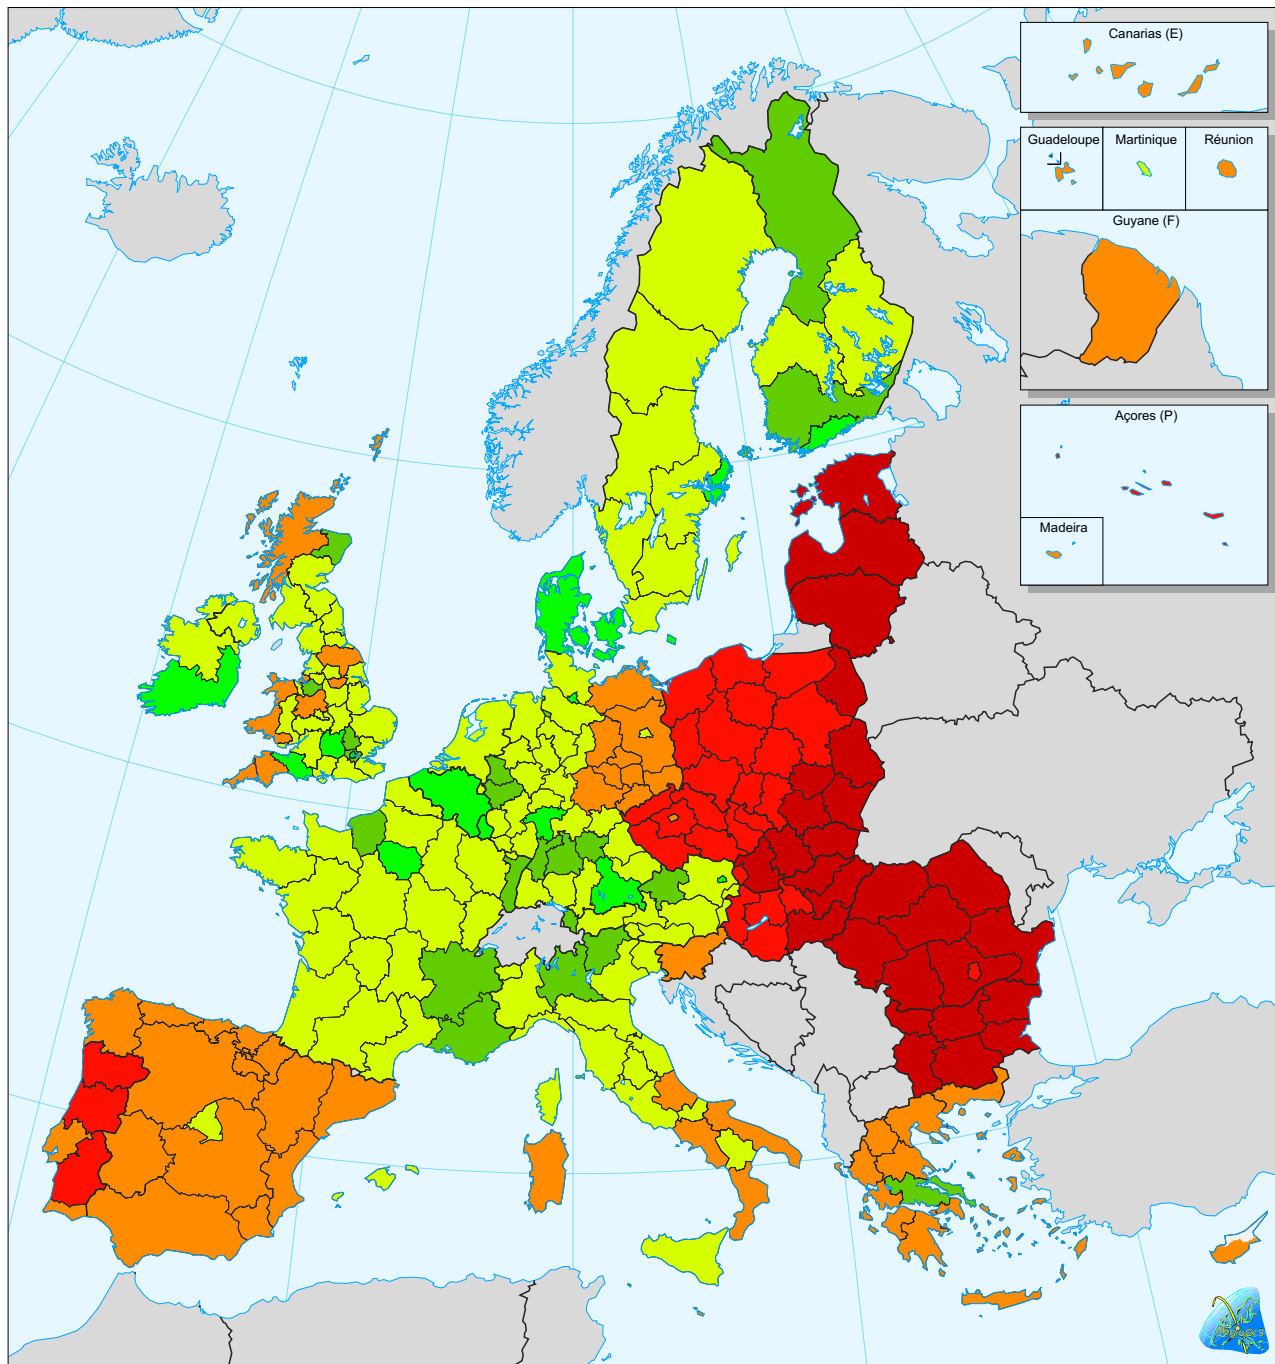 Canarias (E)
Guadeloupe
Martinique
Réunion
Guyane (F)
Açores (P)
Madeira